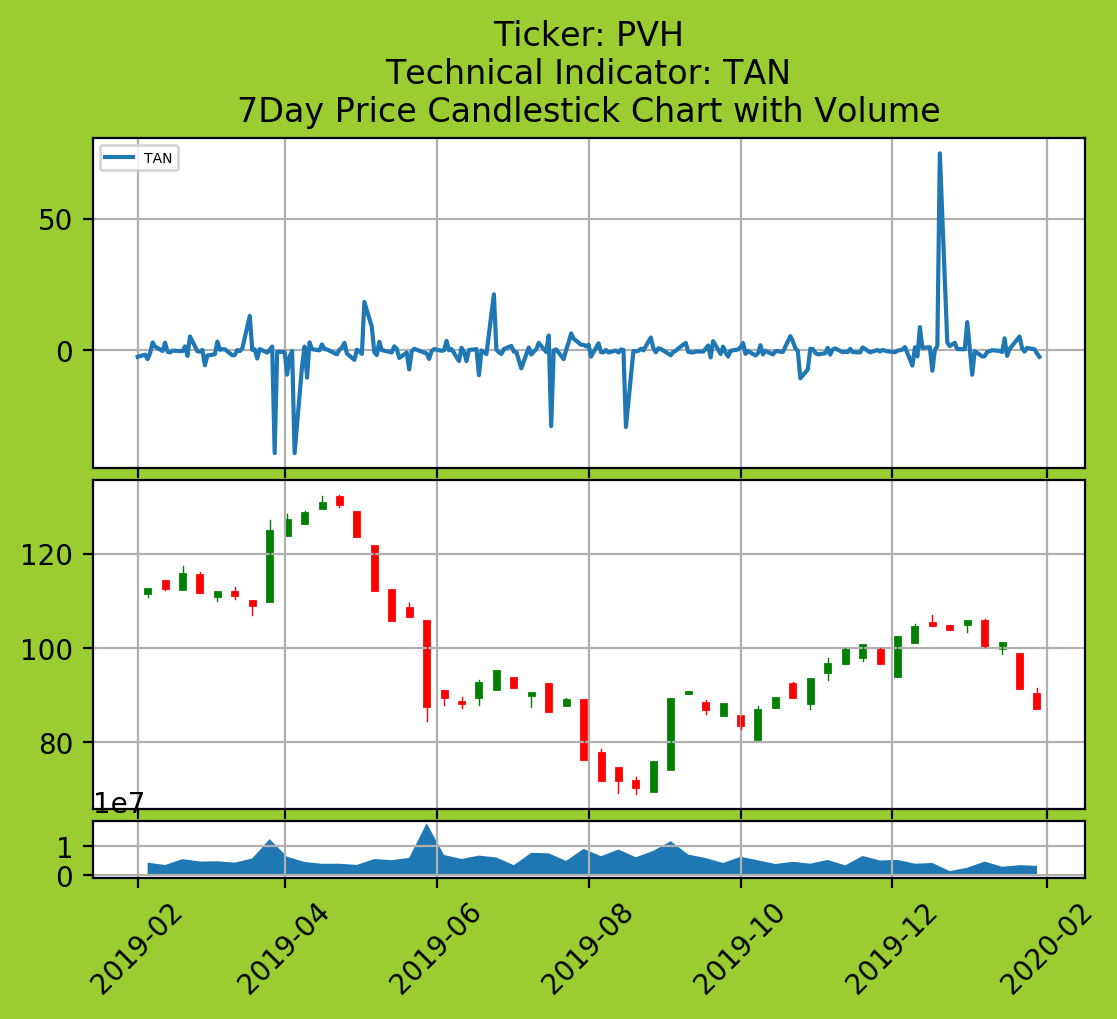 Ticker: PVH
Technical Indicator: TAN
7Day Price Candlestick Chart with Volume
TAN
50
0
120
100
80
1e7
1
0
2019-02
2019-04
2019-06
2019-08
2019-10
2019-12
2020-02